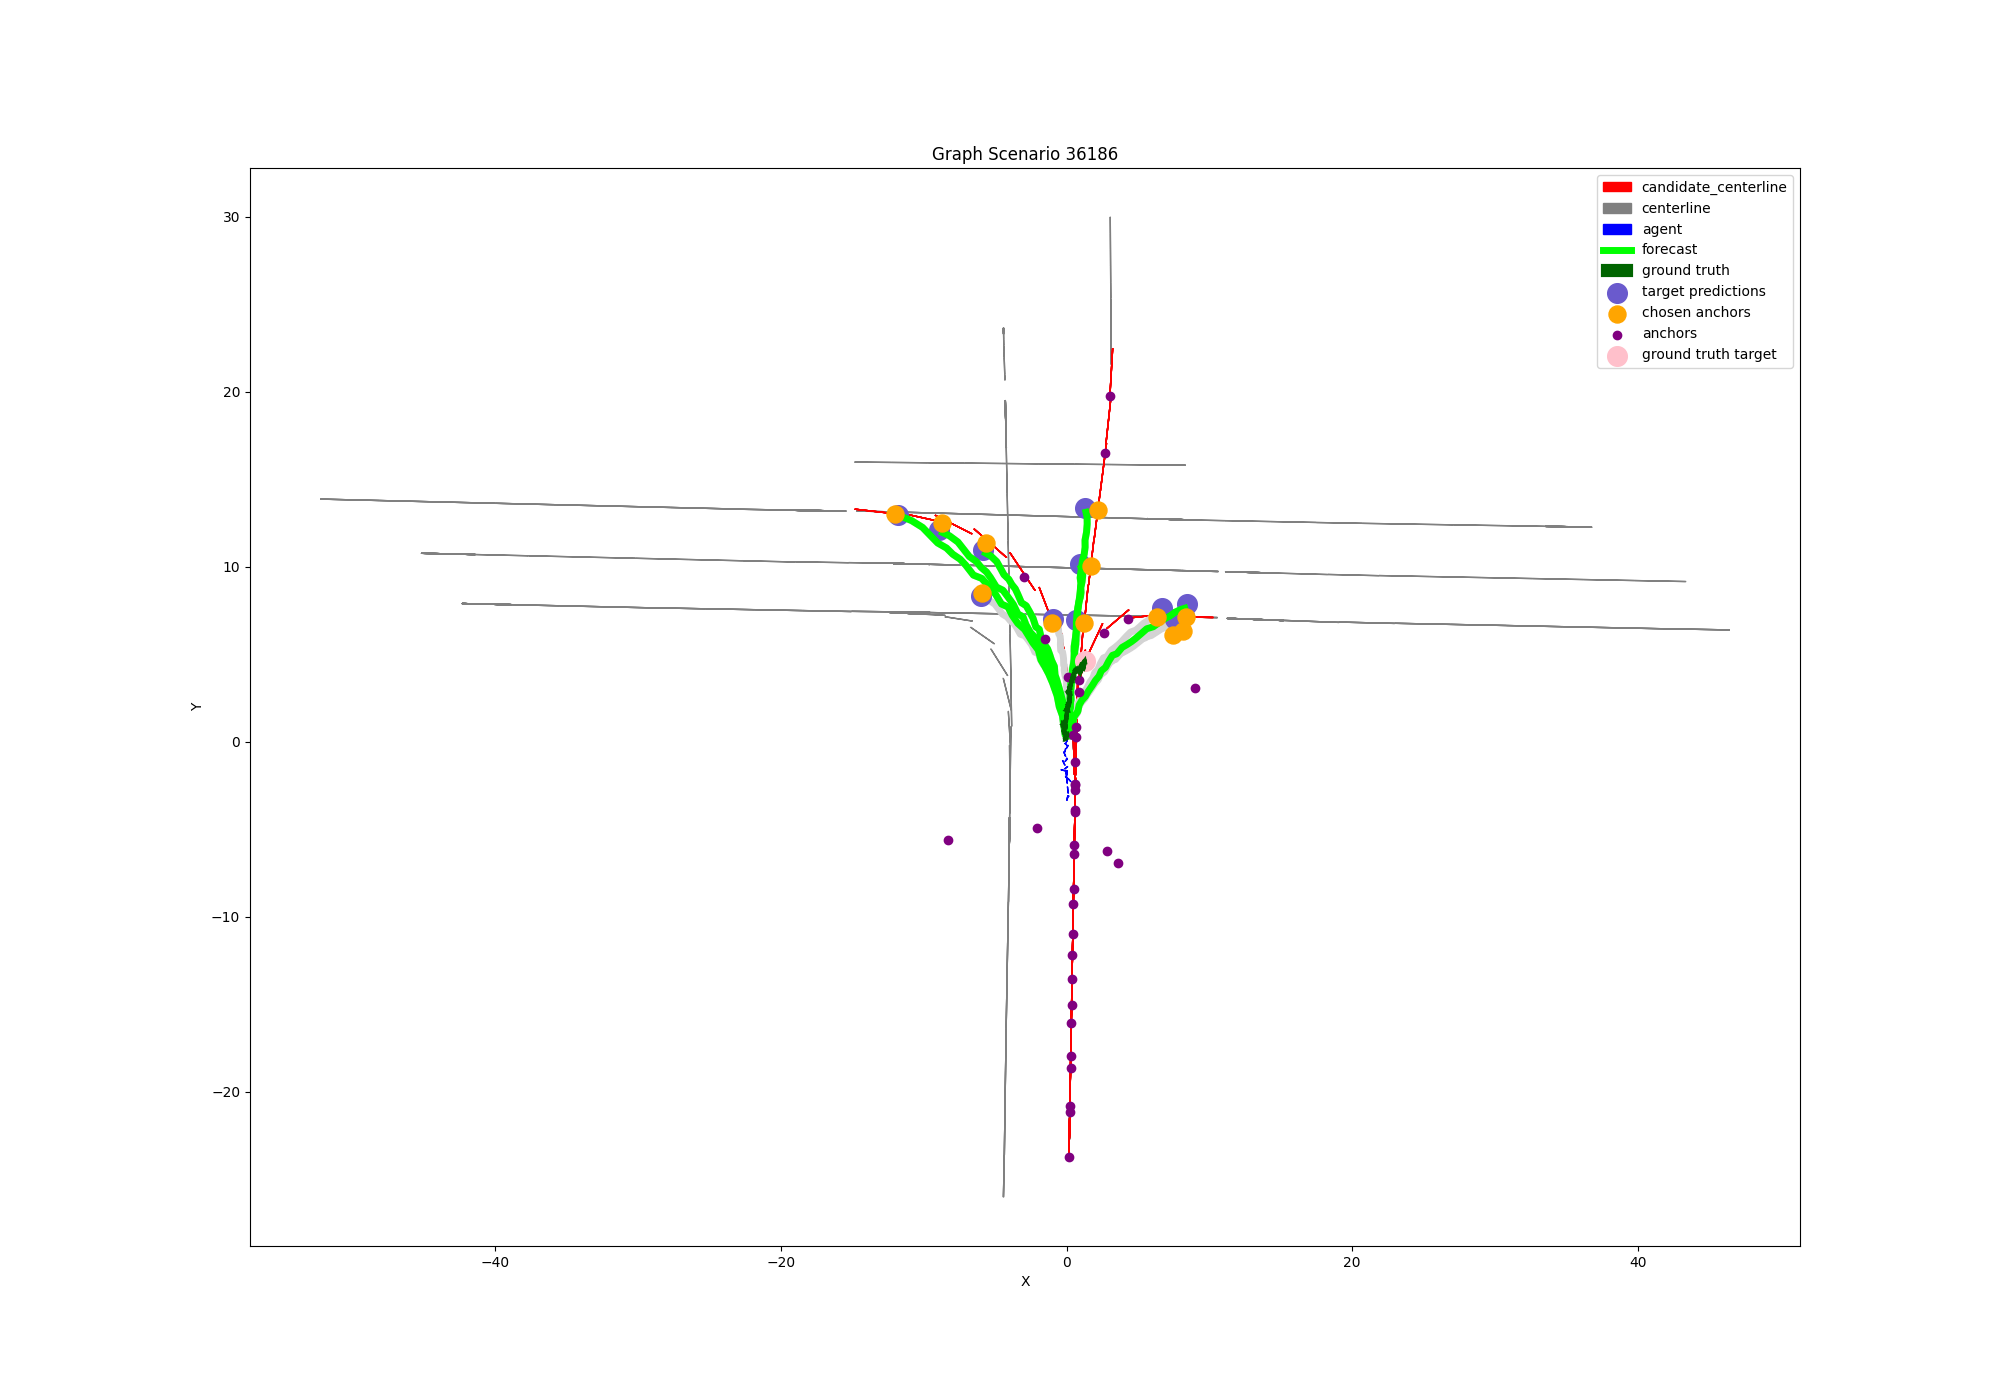 Graph Scenario 36186
candidate_centerline
centerline
agent
forecast
ground truth
target predictions
chosen anchors
anchors
ground truth target
30
20
10
0
−10
−20
Y
−40
−20
0
20
40
X